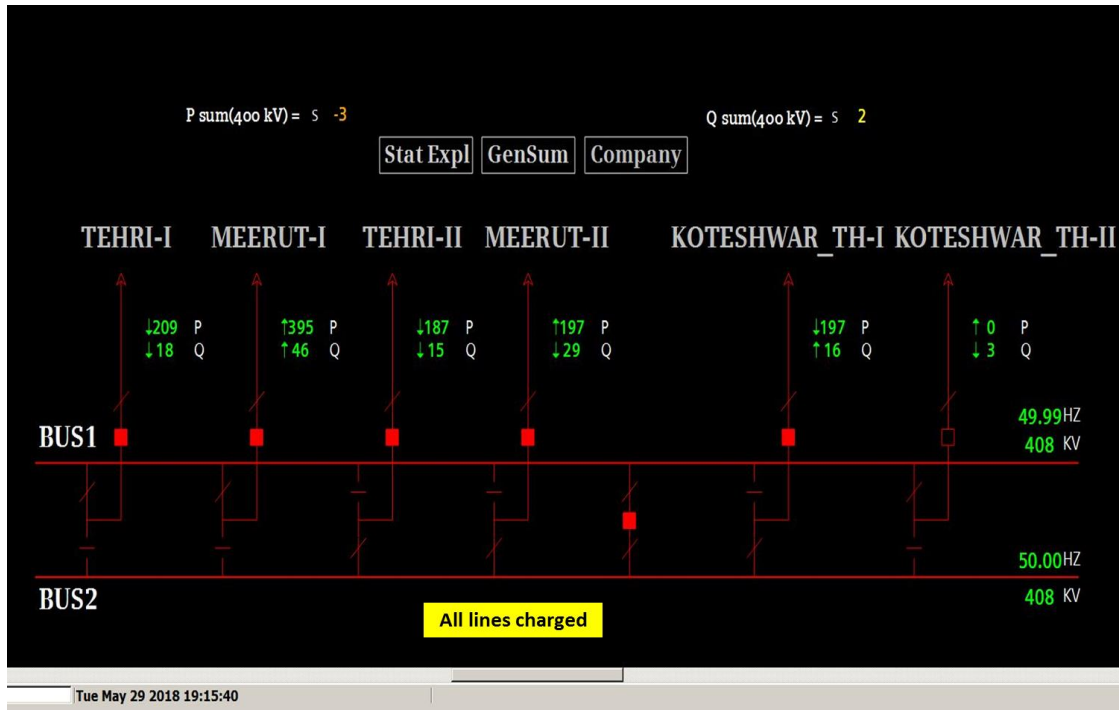 P sum(400 kV) = S -3
Q sum(400 kV) = S 2
Stat Expl GenSum Company
TEHRI-I MEERUT-I TEHRI-II MEERUT-II KOTESHWAR_TH-I KOTESHWAR_TH-II
↓209 P ↑395 P ↓187 P ↑197 P ↓197 P ↑ 0 P
↓18 Q ↑46 Q ↓15 Q ↓29 Q ↑16 Q ↓ 3 Q
49.99HZ
BUS1
408 KV
50.00HZ
BUS2
408 KV
All lines charged
Tue May 29 2018 19:15:40